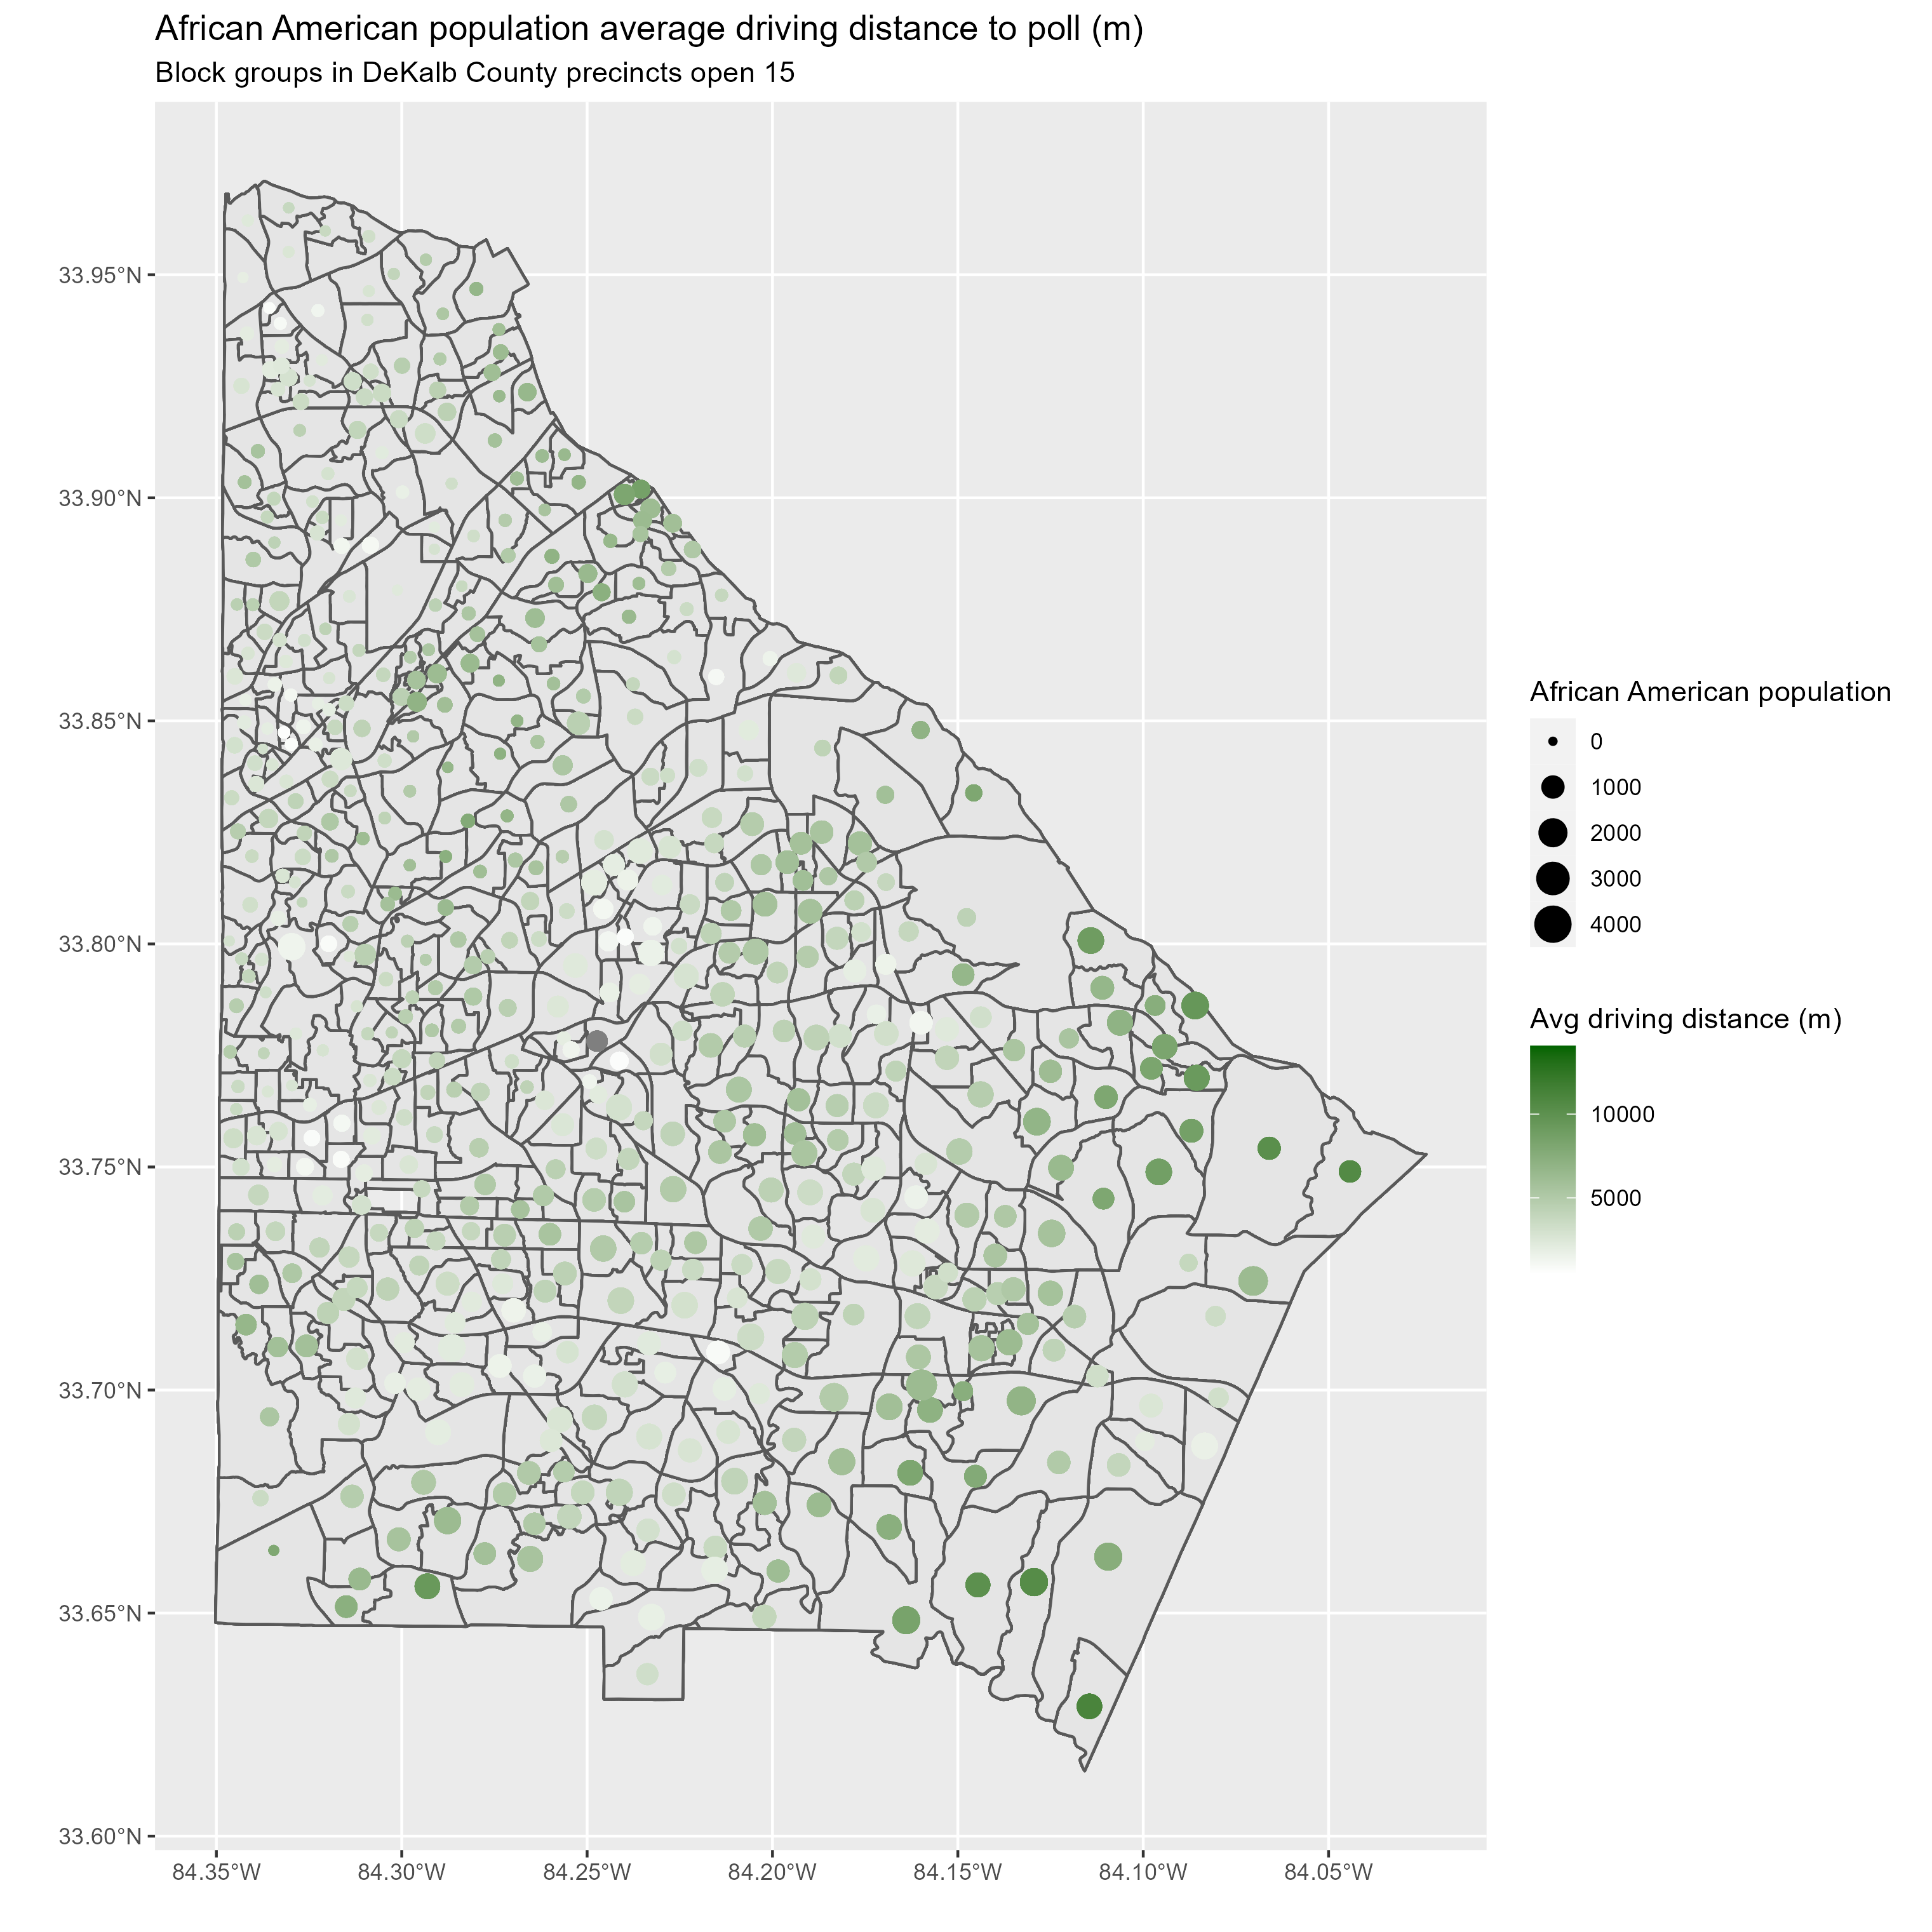 African American population average driving distance to poll (m)
Block groups in DeKalb County precincts open 15
33.95°N
33.90°N
33.85°N
33.80°N
33.75°N
33.70°N
33.65°N
33.60°N
84.35°W
84.30°W
84.25°W
84.20°W
84.15°W
84.10°W
84.05°W
African American population
0
1000
2000
3000
4000
Avg driving distance (m)
10000
5000